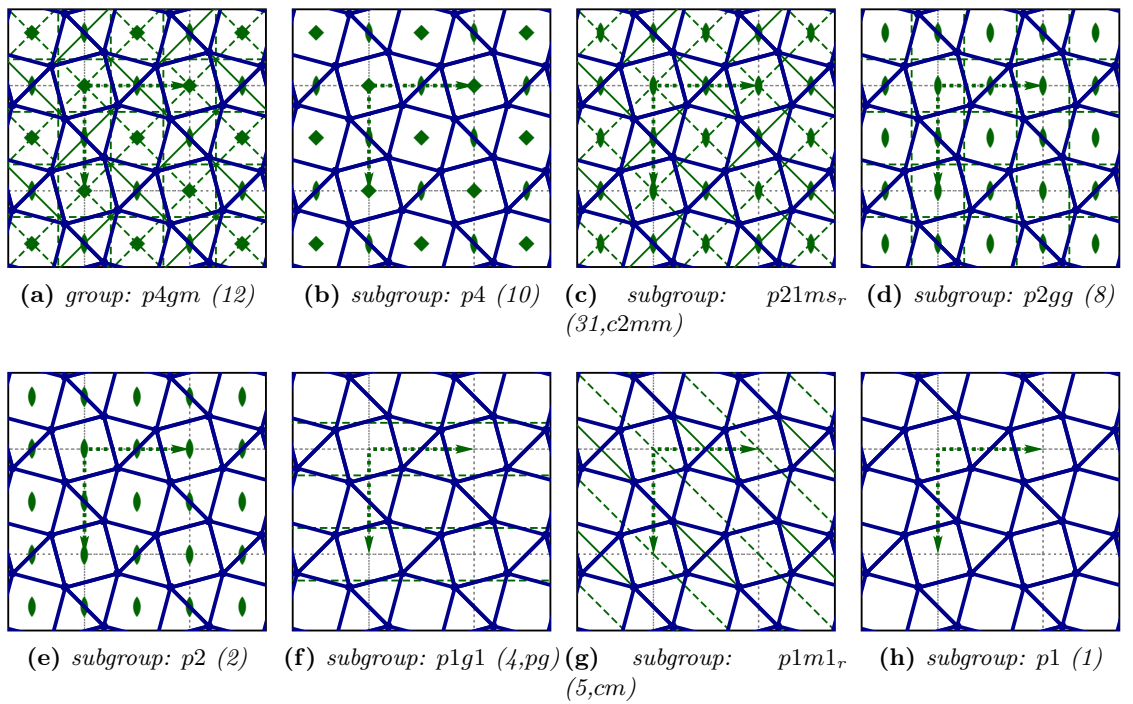 (a) group: p4gm (12)
(b) subgroup: p4 (10)
(c) subgroup: p21ms_r
(31,c2mm)
(d) subgroup: p2gg (8)
(e) subgroup: p2 (2)
(f) subgroup: p1g1 (4,pg)
(g) subgroup: p1m1_r
(5,cm)
(h) subgroup: p1 (1)